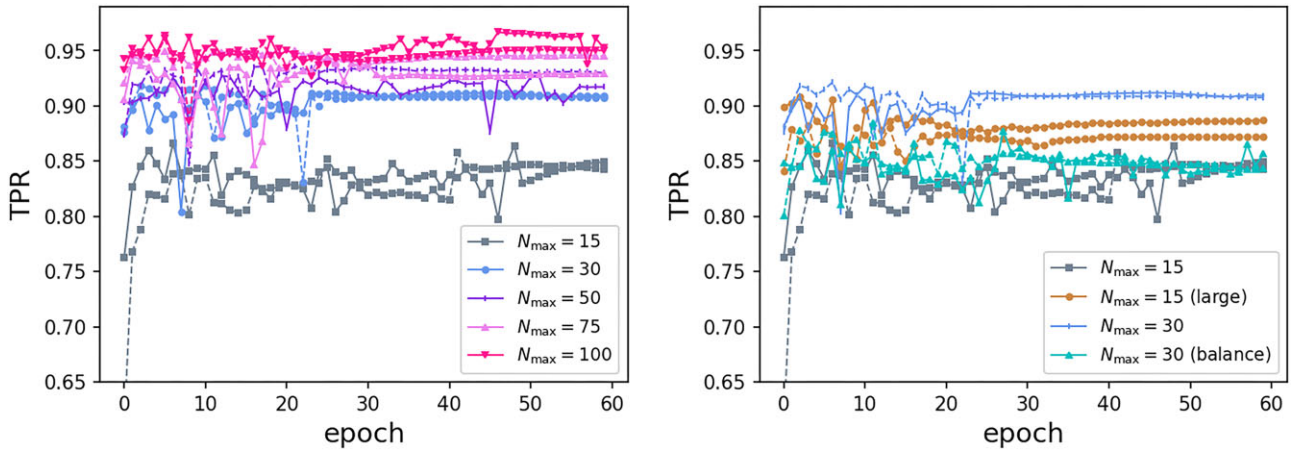 TPR
0.95
0.90
0.85
0.80
0.75
0.70
0.65
N_max = 15
N_max = 30
N_max = 50
N_max = 75
N_max = 100
0 10 20 30 40 50 60
epoch
TPR
0.95
0.90
0.85
0.80
0.75
0.70
0.65
N_max = 15
N_max = 15 (large)
N_max = 30
N_max = 30 (balance)
0 10 20 30 40 50 60
epoch